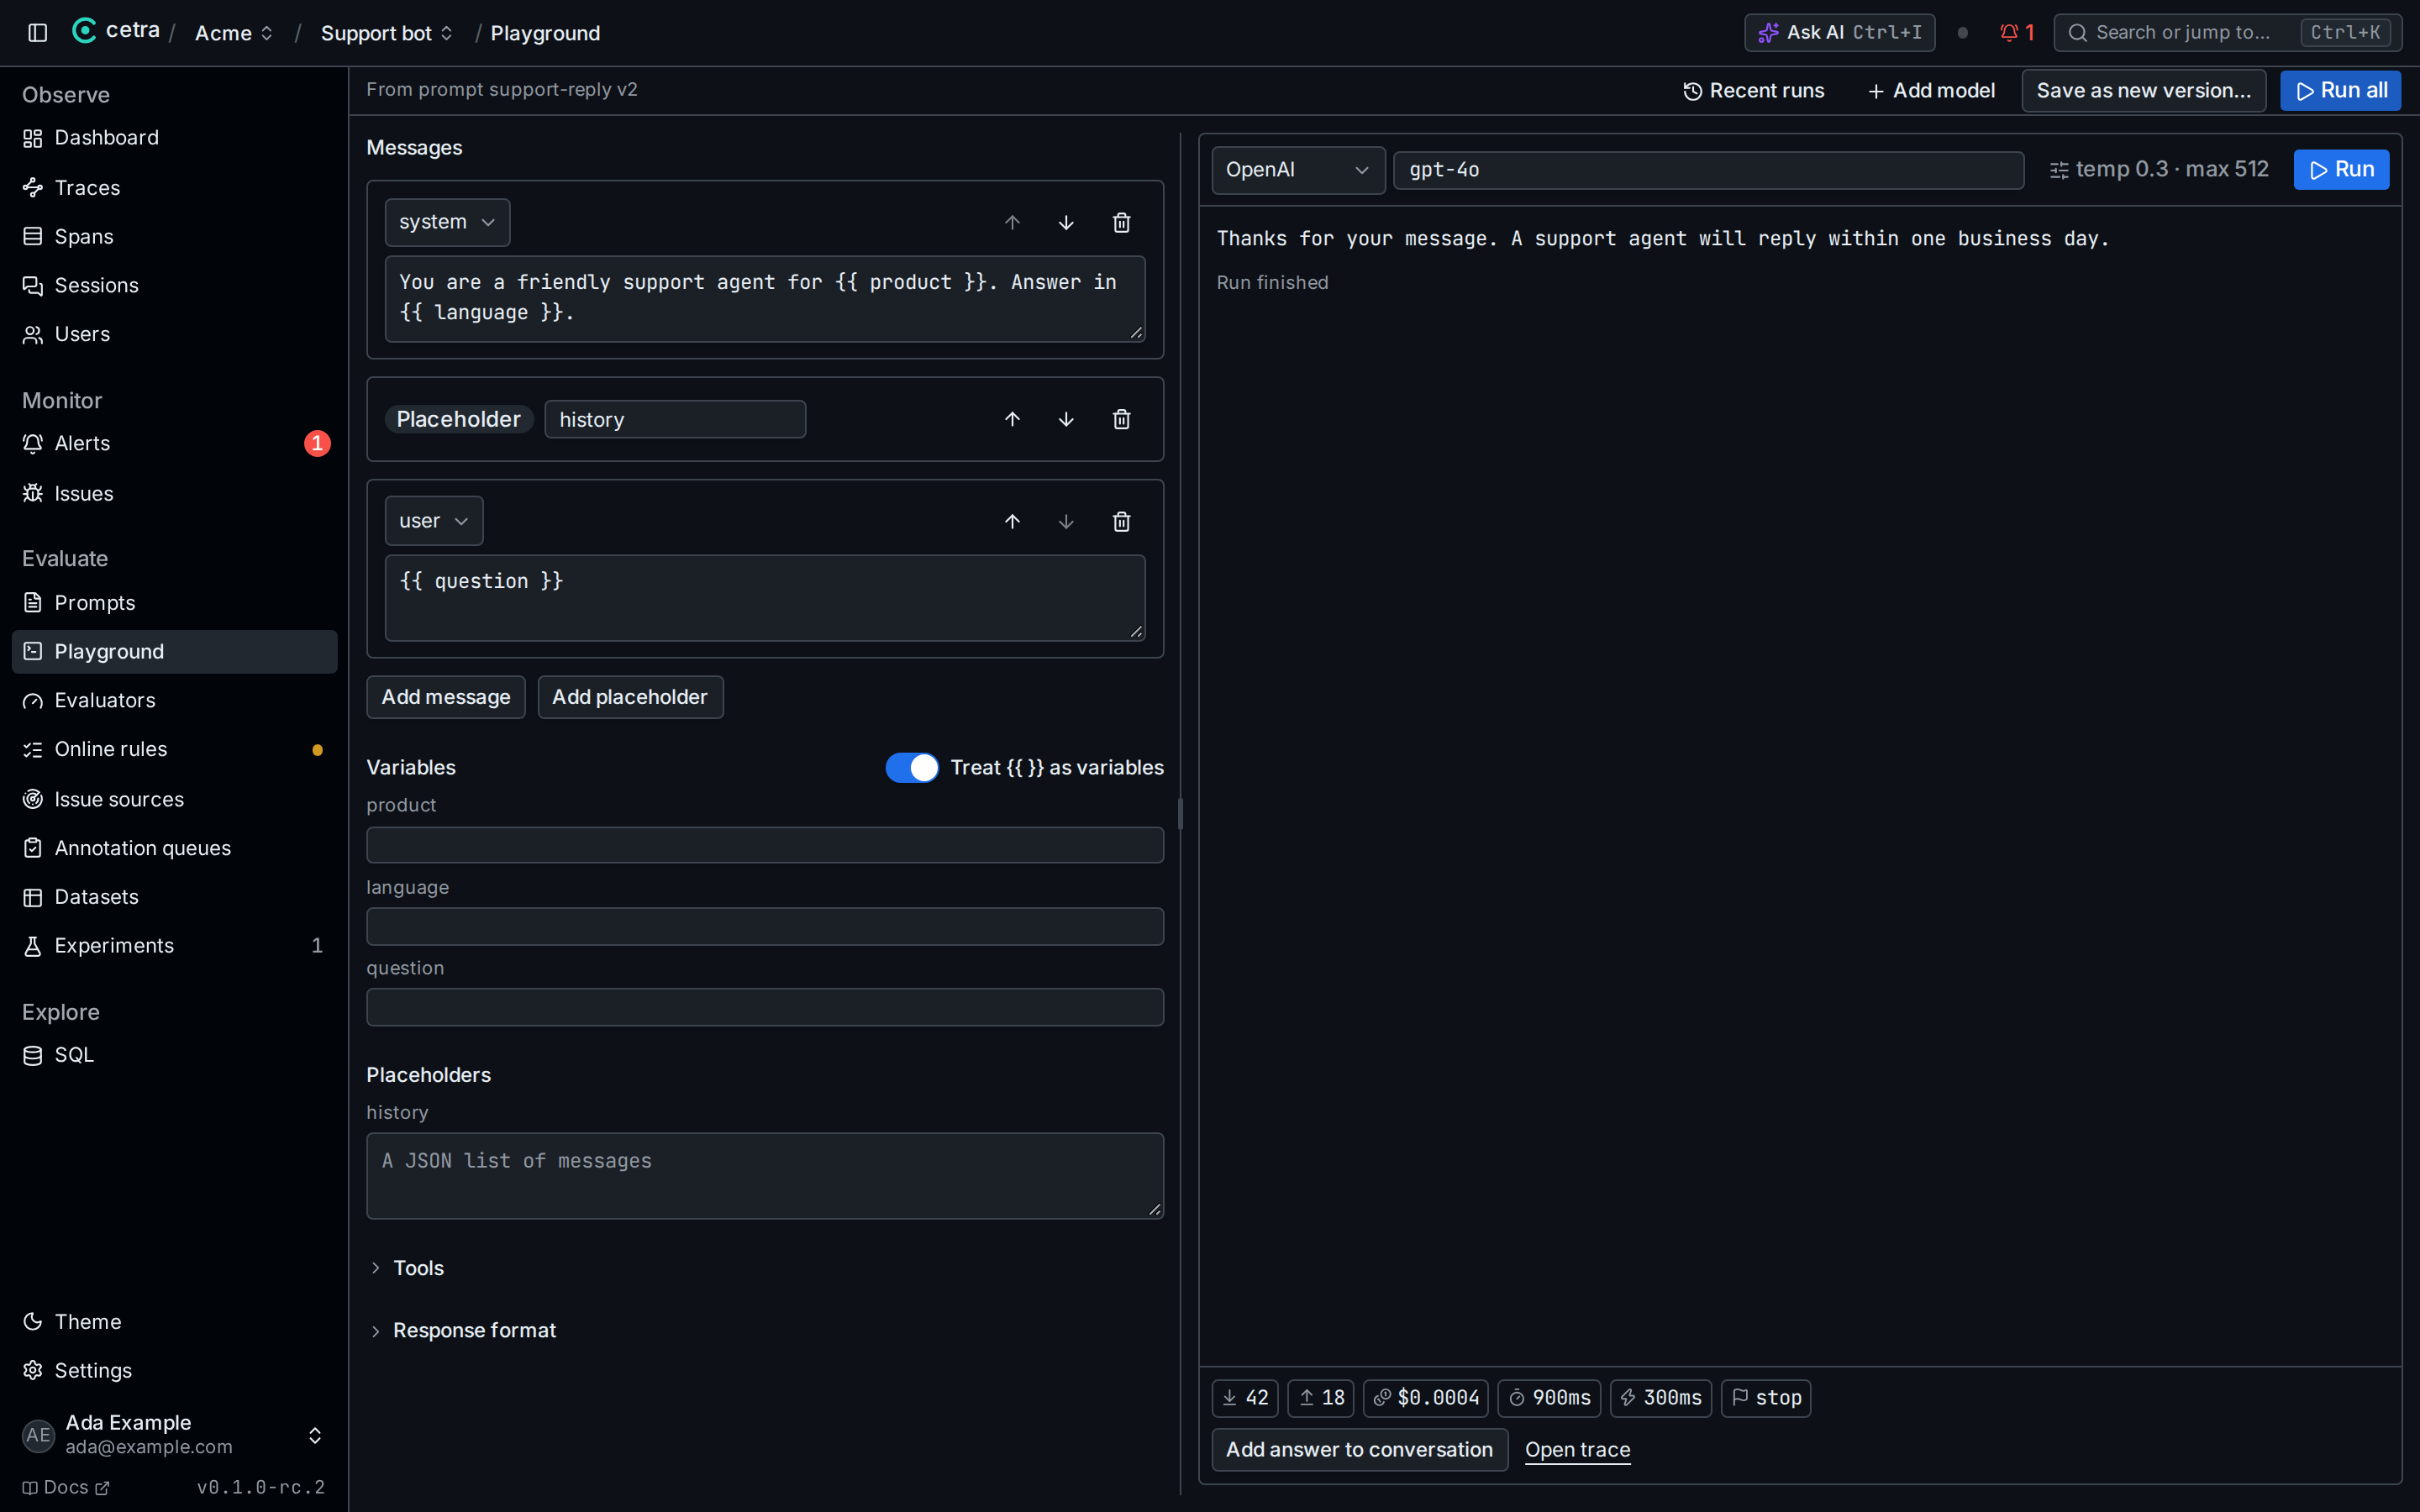 cetra / Acme / Support bot / Playground
Ask AI Ctrl+I
1
Search or jump to... Ctrl+K
Observe
Dashboard
Traces
Spans
Sessions
Users
Monitor
Alerts 1
Issues
Evaluate
Prompts
Playground
Evaluators
Online rules
Issue sources
Annotation queues
Datasets
Experiments 1
Explore
SQL
Theme
Settings
AE
Ada Example
ada@example.com
Docs v0.1.0-rc.2
From prompt support-reply v2
Recent runs
Add model
Save as new version...
Run all
Messages
system
You are a friendly support agent for {{ product }}. Answer in
{{ language }}.
Placeholder history
user
{{ question }}
Add message Add placeholder
Variables Treat {{ }} as variables
product
language
question
Placeholders
history
A JSON list of messages
Tools
Response format
OpenAI gpt-4o temp 0.3 · max 512 Run
Thanks for your message. A support agent will reply within one business day.
Run finished
42 18 $0.0004 900ms 300ms stop
Add answer to conversation Open trace